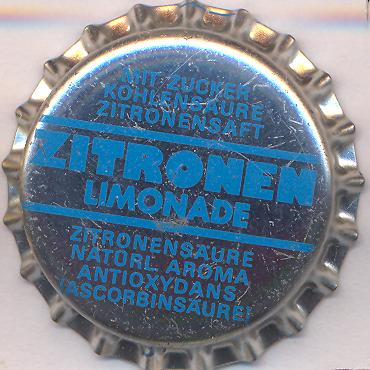 MIT ZUCKER,
KOHLENSÄURE
ZITRONENSAFT
ZITRONEN
LIMONADE
ZITRONENSÄURE
NATÜRL. AROMA
ANTIOXYDANS
(ASCORBINSÄURE)